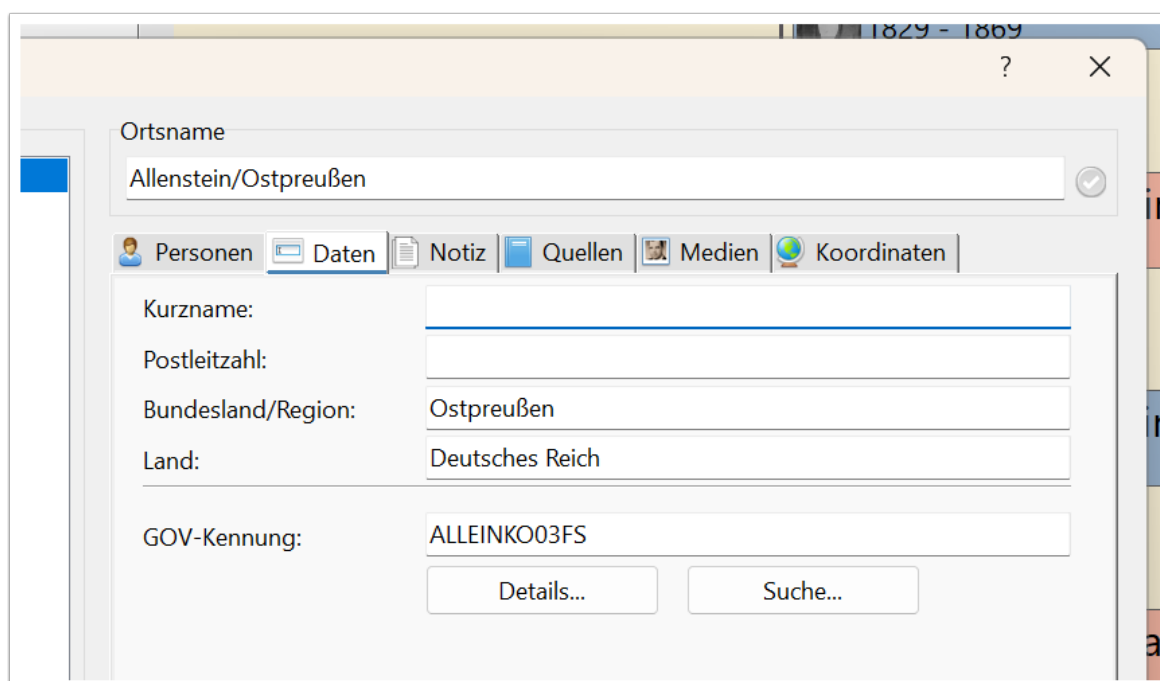 1829 - 1869
?
Ortsname
Allenstein/Ostpreußen
Personen Daten Notiz Quellen Medien Koordinaten
Kurzname:
Postleitzahl:
Bundesland/Region: Ostpreußen
Land: Deutsches Reich
GOV-Kennung: ALLEINKO03FS
Details... Suche...